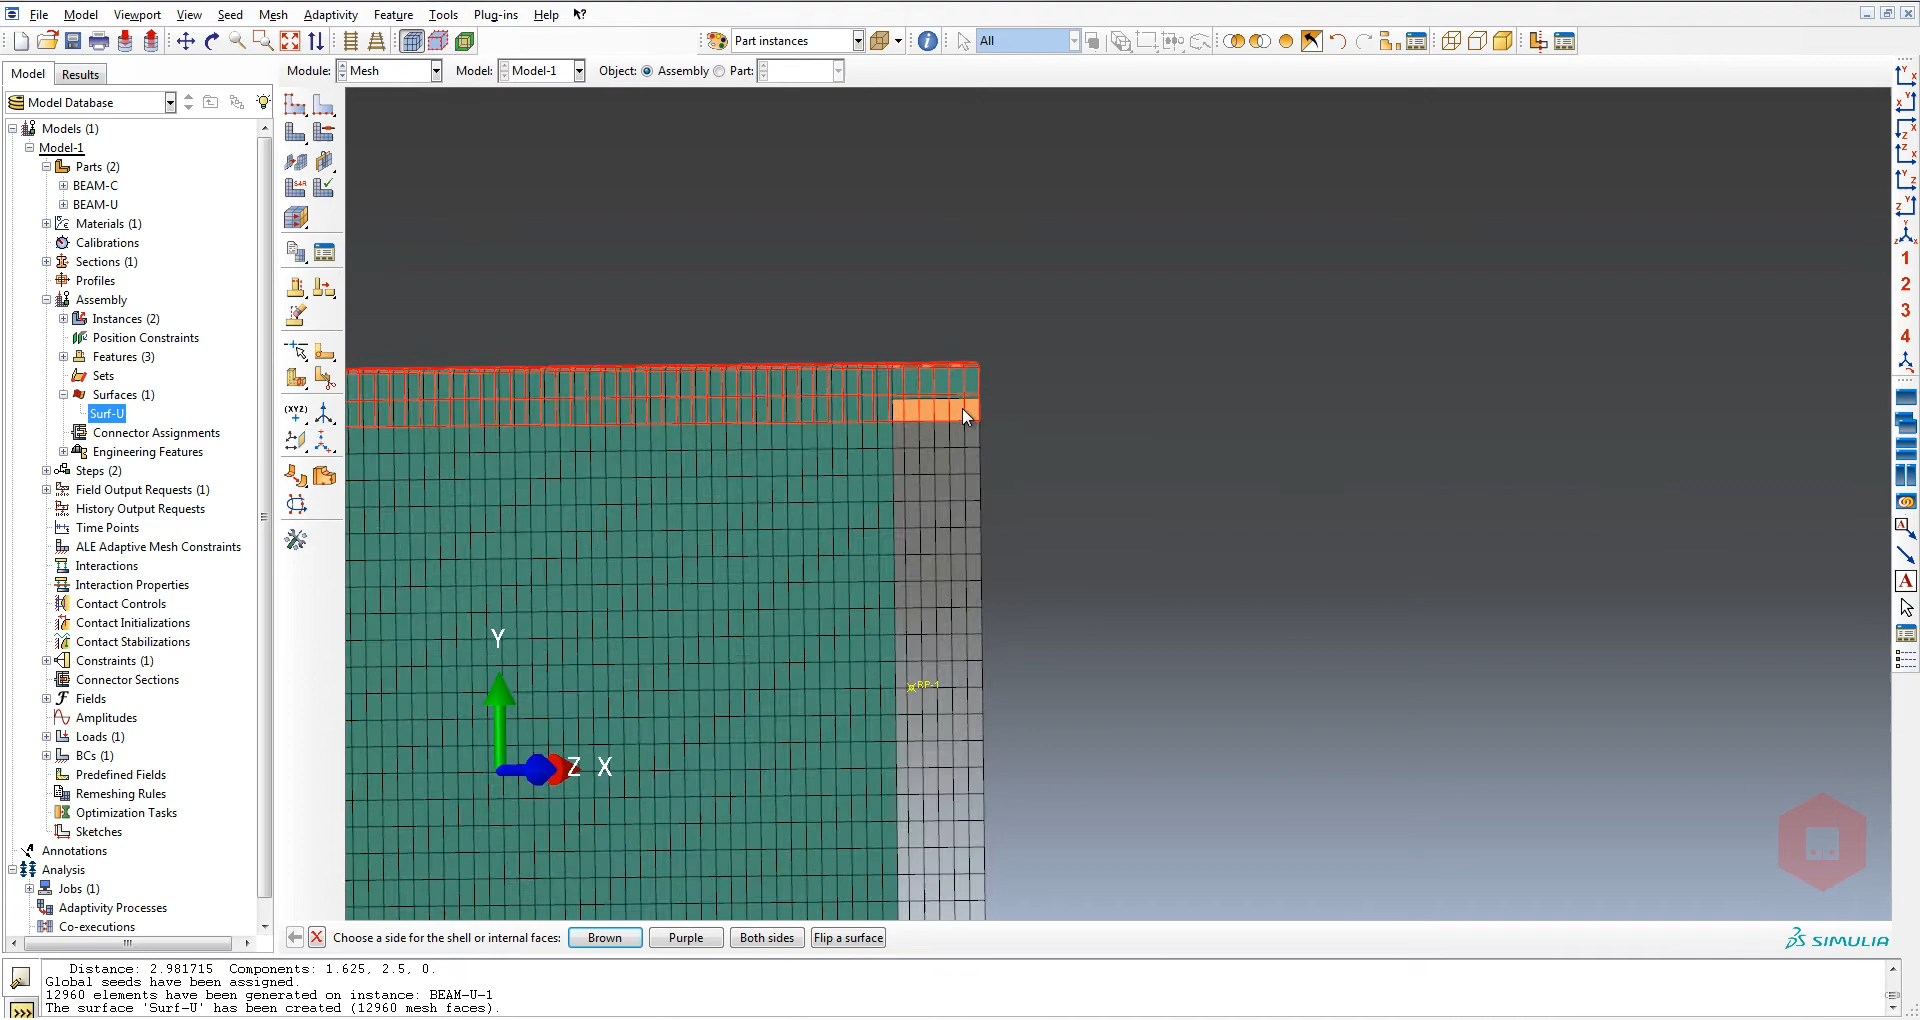 File Model Viewport View Seed Mesh Adaptivity Feature Tools Plug-ins Help
Part instances
All
Model Results
Module: Mesh Model: Model-1 Object: Assembly Part:
Model Database
Models (1)
Model-1
Parts (2)
BEAM-C
BEAM-U
Materials (1)
Calibrations
Sections (1)
Profiles
Assembly
Instances (2)
Position Constraints
Features (3)
Sets
Surfaces (1)
Surf-U
Connector Assignments
Engineering Features
Steps (2)
Field Output Requests (1)
History Output Requests
Time Points
ALE Adaptive Mesh Constraints
Interactions
Interaction Properties
Contact Controls
Contact Initializations
Contact Stabilizations
Constraints (1)
Connector Sections
Fields
Amplitudes
Loads (1)
BCs (1)
Predefined Fields
Remeshing Rules
Optimization Tasks
Sketches
Annotations
Analysis
Jobs (1)
Adaptivity Processes
Co-executions
S4R
(XYZ)
RP-1
Y
Z X
1
2
3
4
A
Choose a side for the shell or internal faces: Brown Purple Both sides Flip a surface
SIMULIA
Distance: 2.981715 Components: 1.625, 2.5, 0.
Global seeds have been assigned.
12960 elements have been generated on instance: BEAM-U-1
The surface 'Surf-U' has been created (12960 mesh faces).
>>>